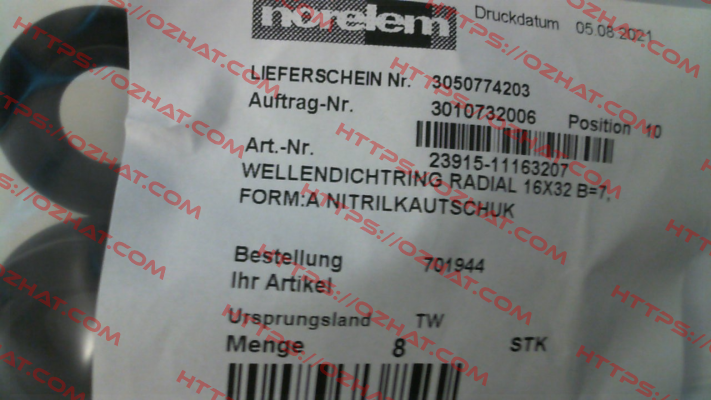 norelem
Druckdatum 05.08.2021
LIEFERSCHEIN Nr. 3050774203
Auftrag-Nr. 3010732006 Position 10
Art.-Nr. 23915-11163207
WELLENDICHTRING RADIAL 16X32 B=7,
FORM:A NITRILKAUTSCHUK
Bestellung 701944
Ihr Artikel
Ursprungsland TW
Menge 8 STK
HTTPS://OZHAT.COM